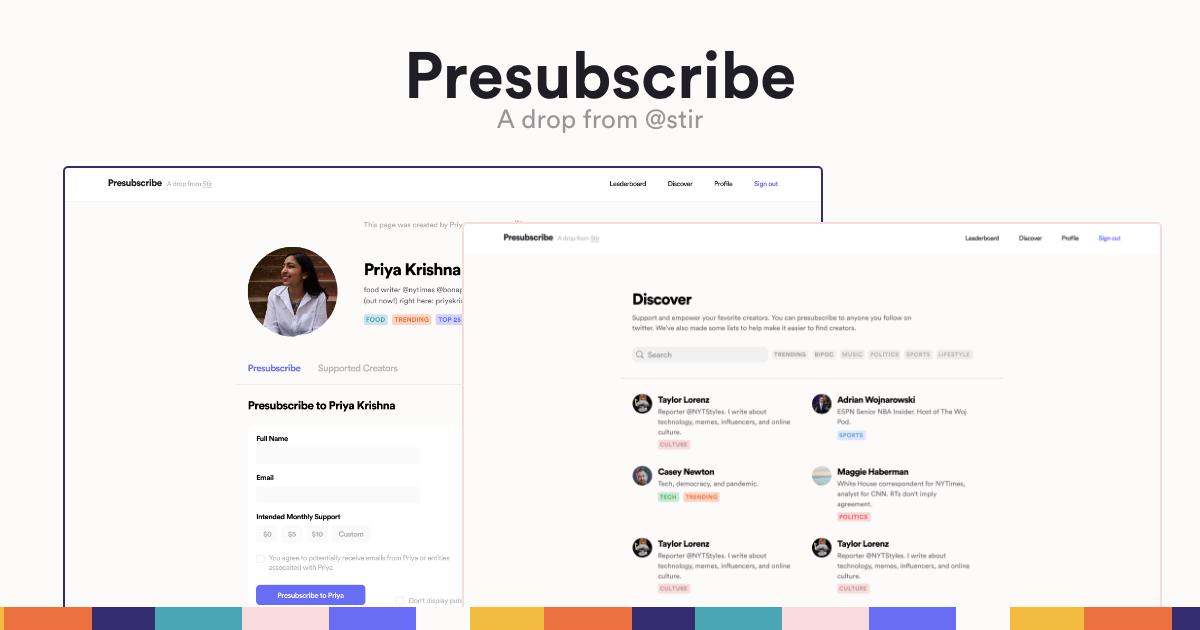 Presubscribe
A drop from @stir
Presubscribe A drop from Stir
Leaderboard Discover Profile Sign out
This page was created by
Priya Krishna
food writer @nytimes
(out now!) right here:
FOOD TRENDING TOP 25
Presubscribe Supported Creators
Presubscribe to Priya Krishna
Full Name
Email
Intended Monthly Support
$0 $5 $10 Custom
You agree to potentially receive emails from Priya or entities
assocaited with Priya
Presubscribe to Priya
Don't display
Presubscribe A drop from Stir
Leaderboard Discover Profile Sign out
Discover
Support and empower your favorite creators. You can presubscribe to anyone you follow on
twitter. We've also made some lists to help make it easier to find creators.
Search TRENDING BIPOC MUSIC POLITICS SPORTS LIFESTYLE
Taylor Lorenz
Reporter @NYTStyles. I write about
technology, memes, influencers, and online
culture.
CULTURE
Adrian Wojnarowski
ESPN Senior NBA Insider. Host of The Woj
Pod.
SPORTS
Casey Newton
Tech, democracy, and pandemic.
TECH TRENDING
Maggie Haberman
White House correspondent for NYTimes,
analyst for CNN. RTs don't imply
agreement.
POLITICS
Taylor Lorenz
Reporter @NYTStyles. I write about
technology, memes, influencers, and online
culture.
CULTURE
Taylor Lorenz
Reporter @NYTStyles. I write about
technology, memes, influencers, and online
culture.
CULTURE